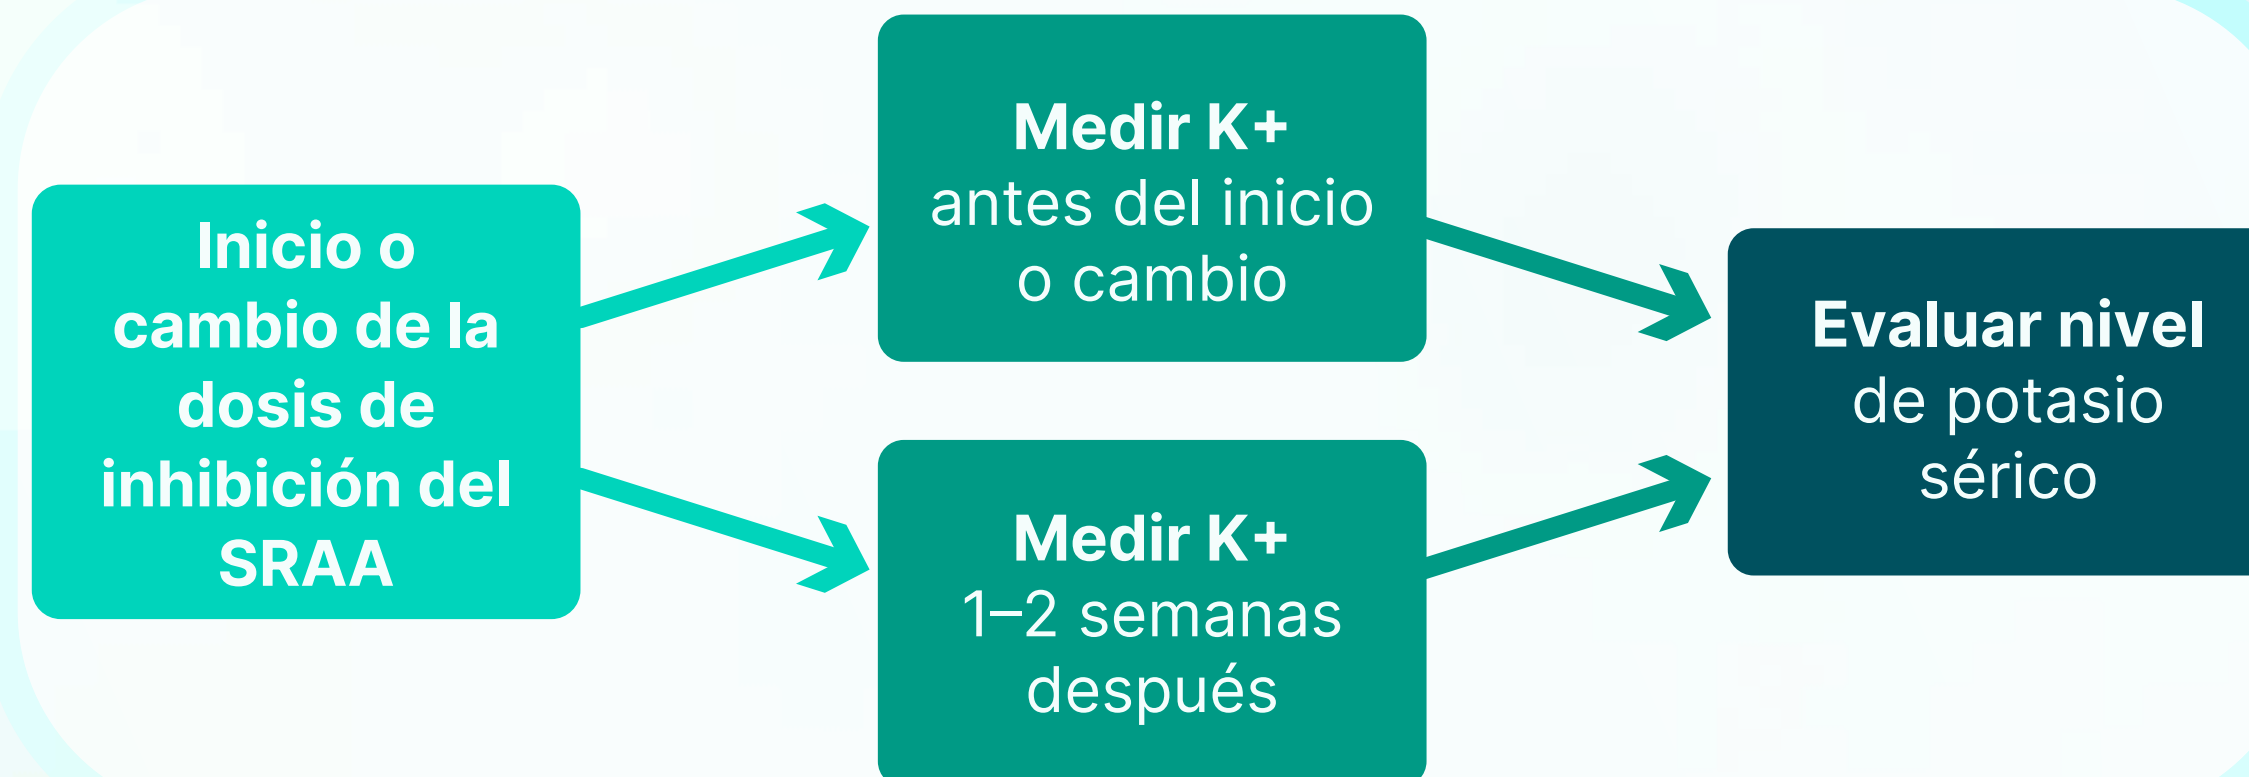 Inicio o
cambio de la
dosis de
inhibición del
SRAA
Medir K+
antes del inicio
o cambio
Medir K+
1–2 semanas
después
Evaluar nivel
de potasio
sérico